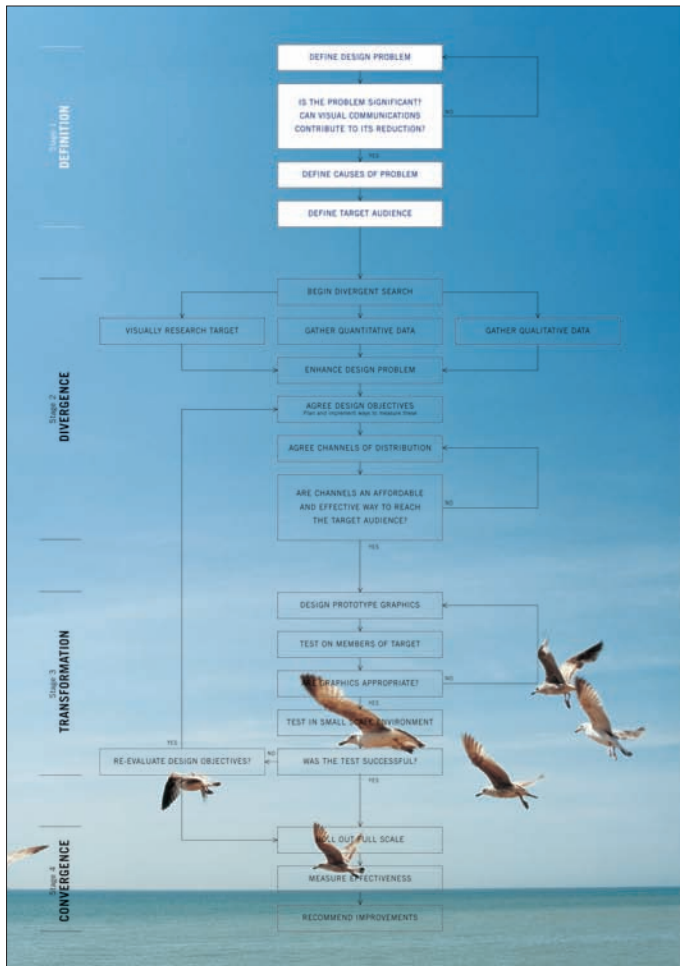 Stage 1
DEFINITION
DEFINE DESIGN PROBLEM
IS THE PROBLEM SIGNIFICANT?
CAN VISUAL COMMUNICATIONS
CONTRIBUTE TO ITS REDUCTION?
NO
YES
DEFINE CAUSES OF PROBLEM
DEFINE TARGET AUDIENCE
Stage 2
DIVERGENCE
BEGIN DIVERGENT SEARCH
VISUALLY RESEARCH TARGET
GATHER QUANTITATIVE DATA
GATHER QUALITATIVE DATA
ENHANCE DESIGN PROBLEM
AGREE DESIGN OBJECTIVES
Plan and implement ways to measure these
AGREE CHANNELS OF DISTRIBUTION
ARE CHANNELS AN AFFORDABLE
AND EFFECTIVE WAY TO REACH
THE TARGET AUDIENCE?
NO
YES
Stage 3
TRANSFORMATION
DESIGN PROTOTYPE GRAPHICS
TEST ON MEMBERS OF TARGET
GRAPHICS APPROPRIATE?
NO
YES
TEST IN SMALL SCALE ENVIRONMENT
YES
RE-EVALUATE DESIGN OBJECTIVES?
NO
WAS THE TEST SUCCESSFUL?
YES
Stage 4
CONVERGENCE
FULL SCALE
MEASURE EFFECTIVENESS
RECOMMEND IMPROVEMENTS